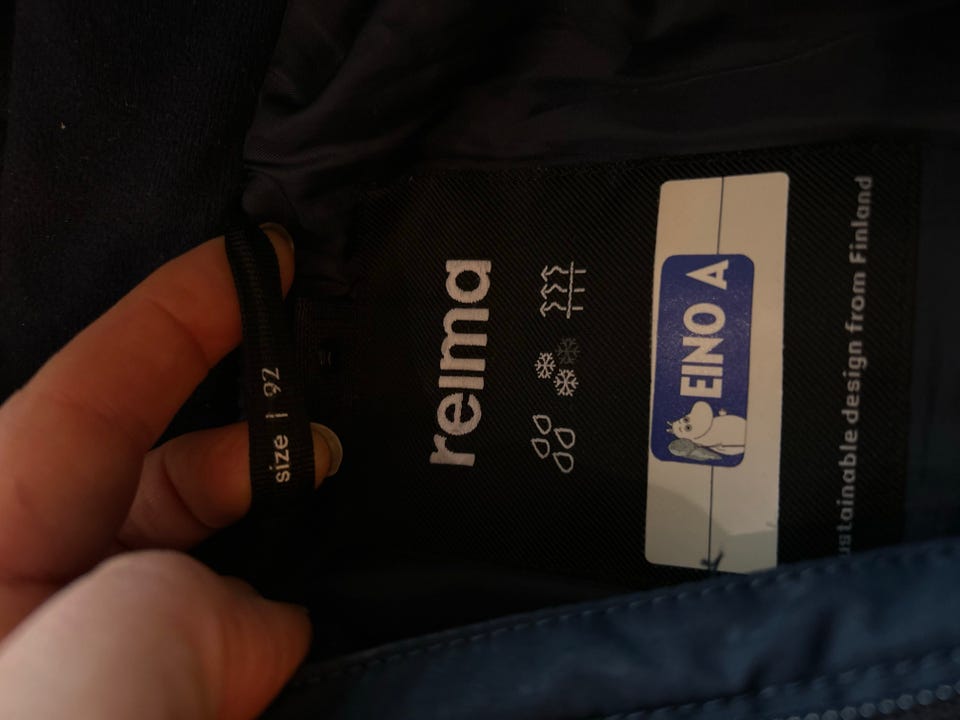 size | 92
reima
EINO A
ustainable design from Finland